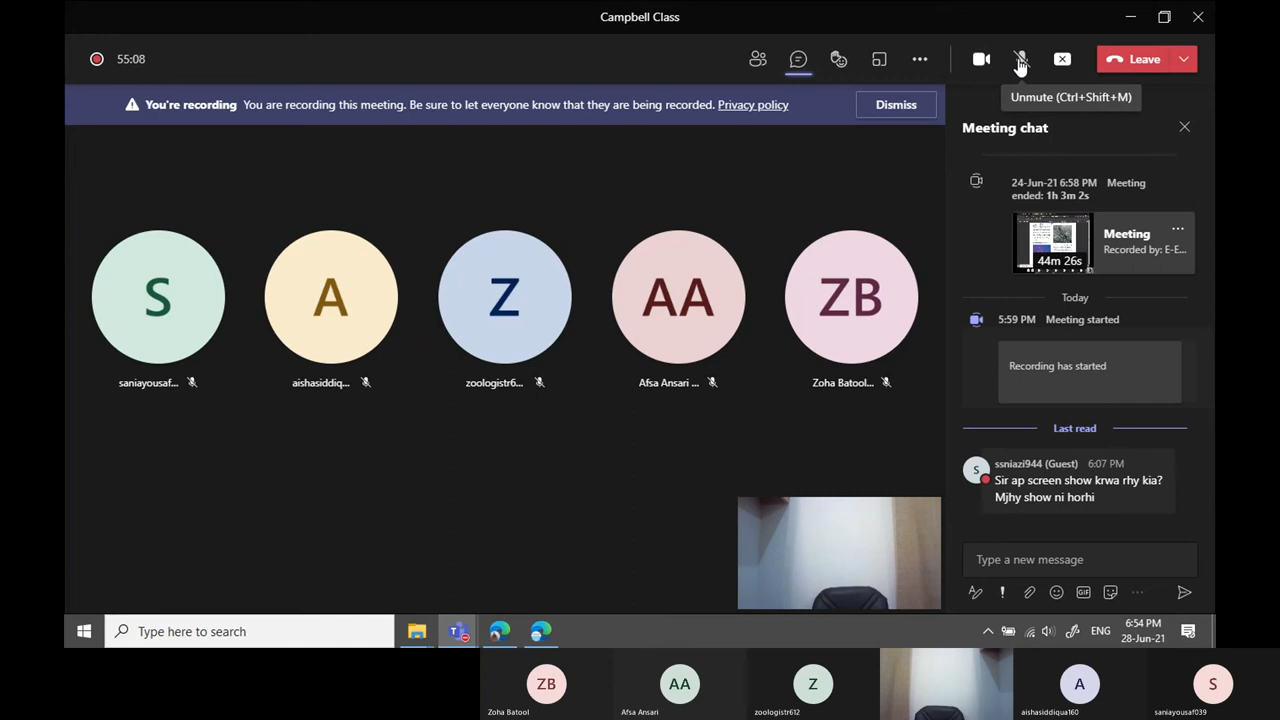 Campbell Class
55:08
Leave
Unmute (Ctrl+Shift+M)
You're recording You are recording this meeting. Be sure to let everyone know that they are being recorded. Privacy policy
Dismiss
Meeting chat
24-Jun-21 6:58 PM Meeting
ended: 1h 3m 2s
Meeting
Recorded by: E-E...
44m 26s
Today
5:59 PM Meeting started
Recording has started
Last read
S
ssniazi944 (Guest) 6:07 PM
Sir ap screen show krwa rhy kia?
Mjhy show ni horhi
Type a new message
GIF
S
A
Z
AA
ZB
saniayousaf...
aishasiddiq...
zoologistr6...
Afsa Ansari ...
Zoha Batool...
Type here to search
ENG
6:54 PM
28-Jun-21
ZB
AA
Z
A
S
Zoha Batool
Afsa Ansari
zoologistr612
aishasiddiqua160
saniayousaf039